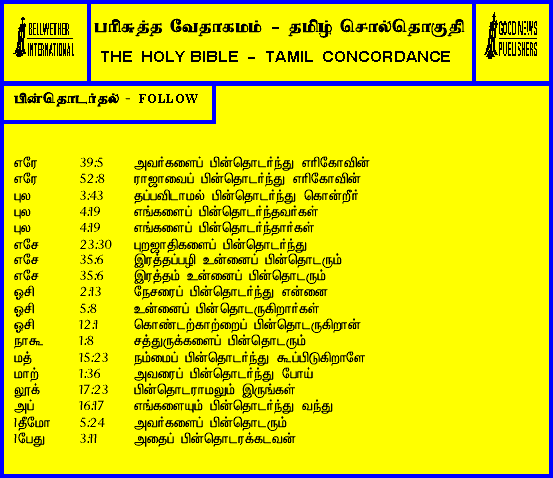 BELLWETHER
INTERNATIONAL
பரிசுத்த வேதாகமம் - தமிழ் சொல்தொகுதி
THE HOLY BIBLE - TAMIL CONCORDANCE
GOOD NEWS
PUBLISHERS
பின்தொடர்தல் - FOLLOW
எரே 39:5 அவர்களைப் பின்தொடர்ந்து எரிகோவின்
எரே 52:8 ராஜாவைப் பின்தொடர்ந்து எரிகோவின்
புல 3:43 தப்பவிடாமல் பின்தொடர்ந்து கொன்றீர்
புல 4:19 எங்களைப் பின்தொடர்ந்தவர்கள்
புல 4:19 எங்களைப் பின்தொடர்ந்தார்கள்
எசே 23:30 புறஜாதிகளைப் பின்தொடர்ந்து
எசே 35:6 இரத்தப்பழி உன்னைப் பின்தொடரும்
எசே 35:6 இரத்தம் உன்னைப் பின்தொடரும்
ஓசி 2:13 நேசரைப் பின்தொடர்ந்து என்னை
ஓசி 5:8 உன்னைப் பின்தொடருகிறார்கள்
ஓசி 12:1 கொண்டற்காற்றைப் பின்தொடருகிறான்
நாகூ 1:8 சத்துருக்களைப் பின்தொடரும்
மத் 15:23 நம்மைப் பின்தொடர்ந்து கூப்பிடுகிறாளே
மாற் 1:36 அவரைப் பின்தொடர்ந்து போய்
லூக் 17:23 பின்தொடராமலும் இருங்கள்
அப் 16:17 எங்களையும் பின்தொடர்ந்து வந்து
1தீமோ 5:24 அவர்களைப் பின்தொடரும்
1பேது 3:11 அதைப் பின்தொடரக்கடவன்